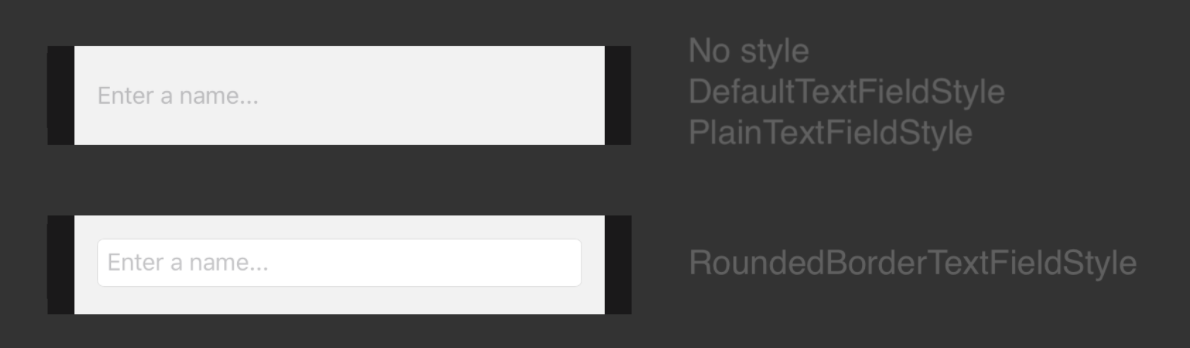 No style
Enter a name...
DefaultTextFieldStyle
PlainTextFieldStyle
Enter a name...
RoundedBorderTextFieldStyle